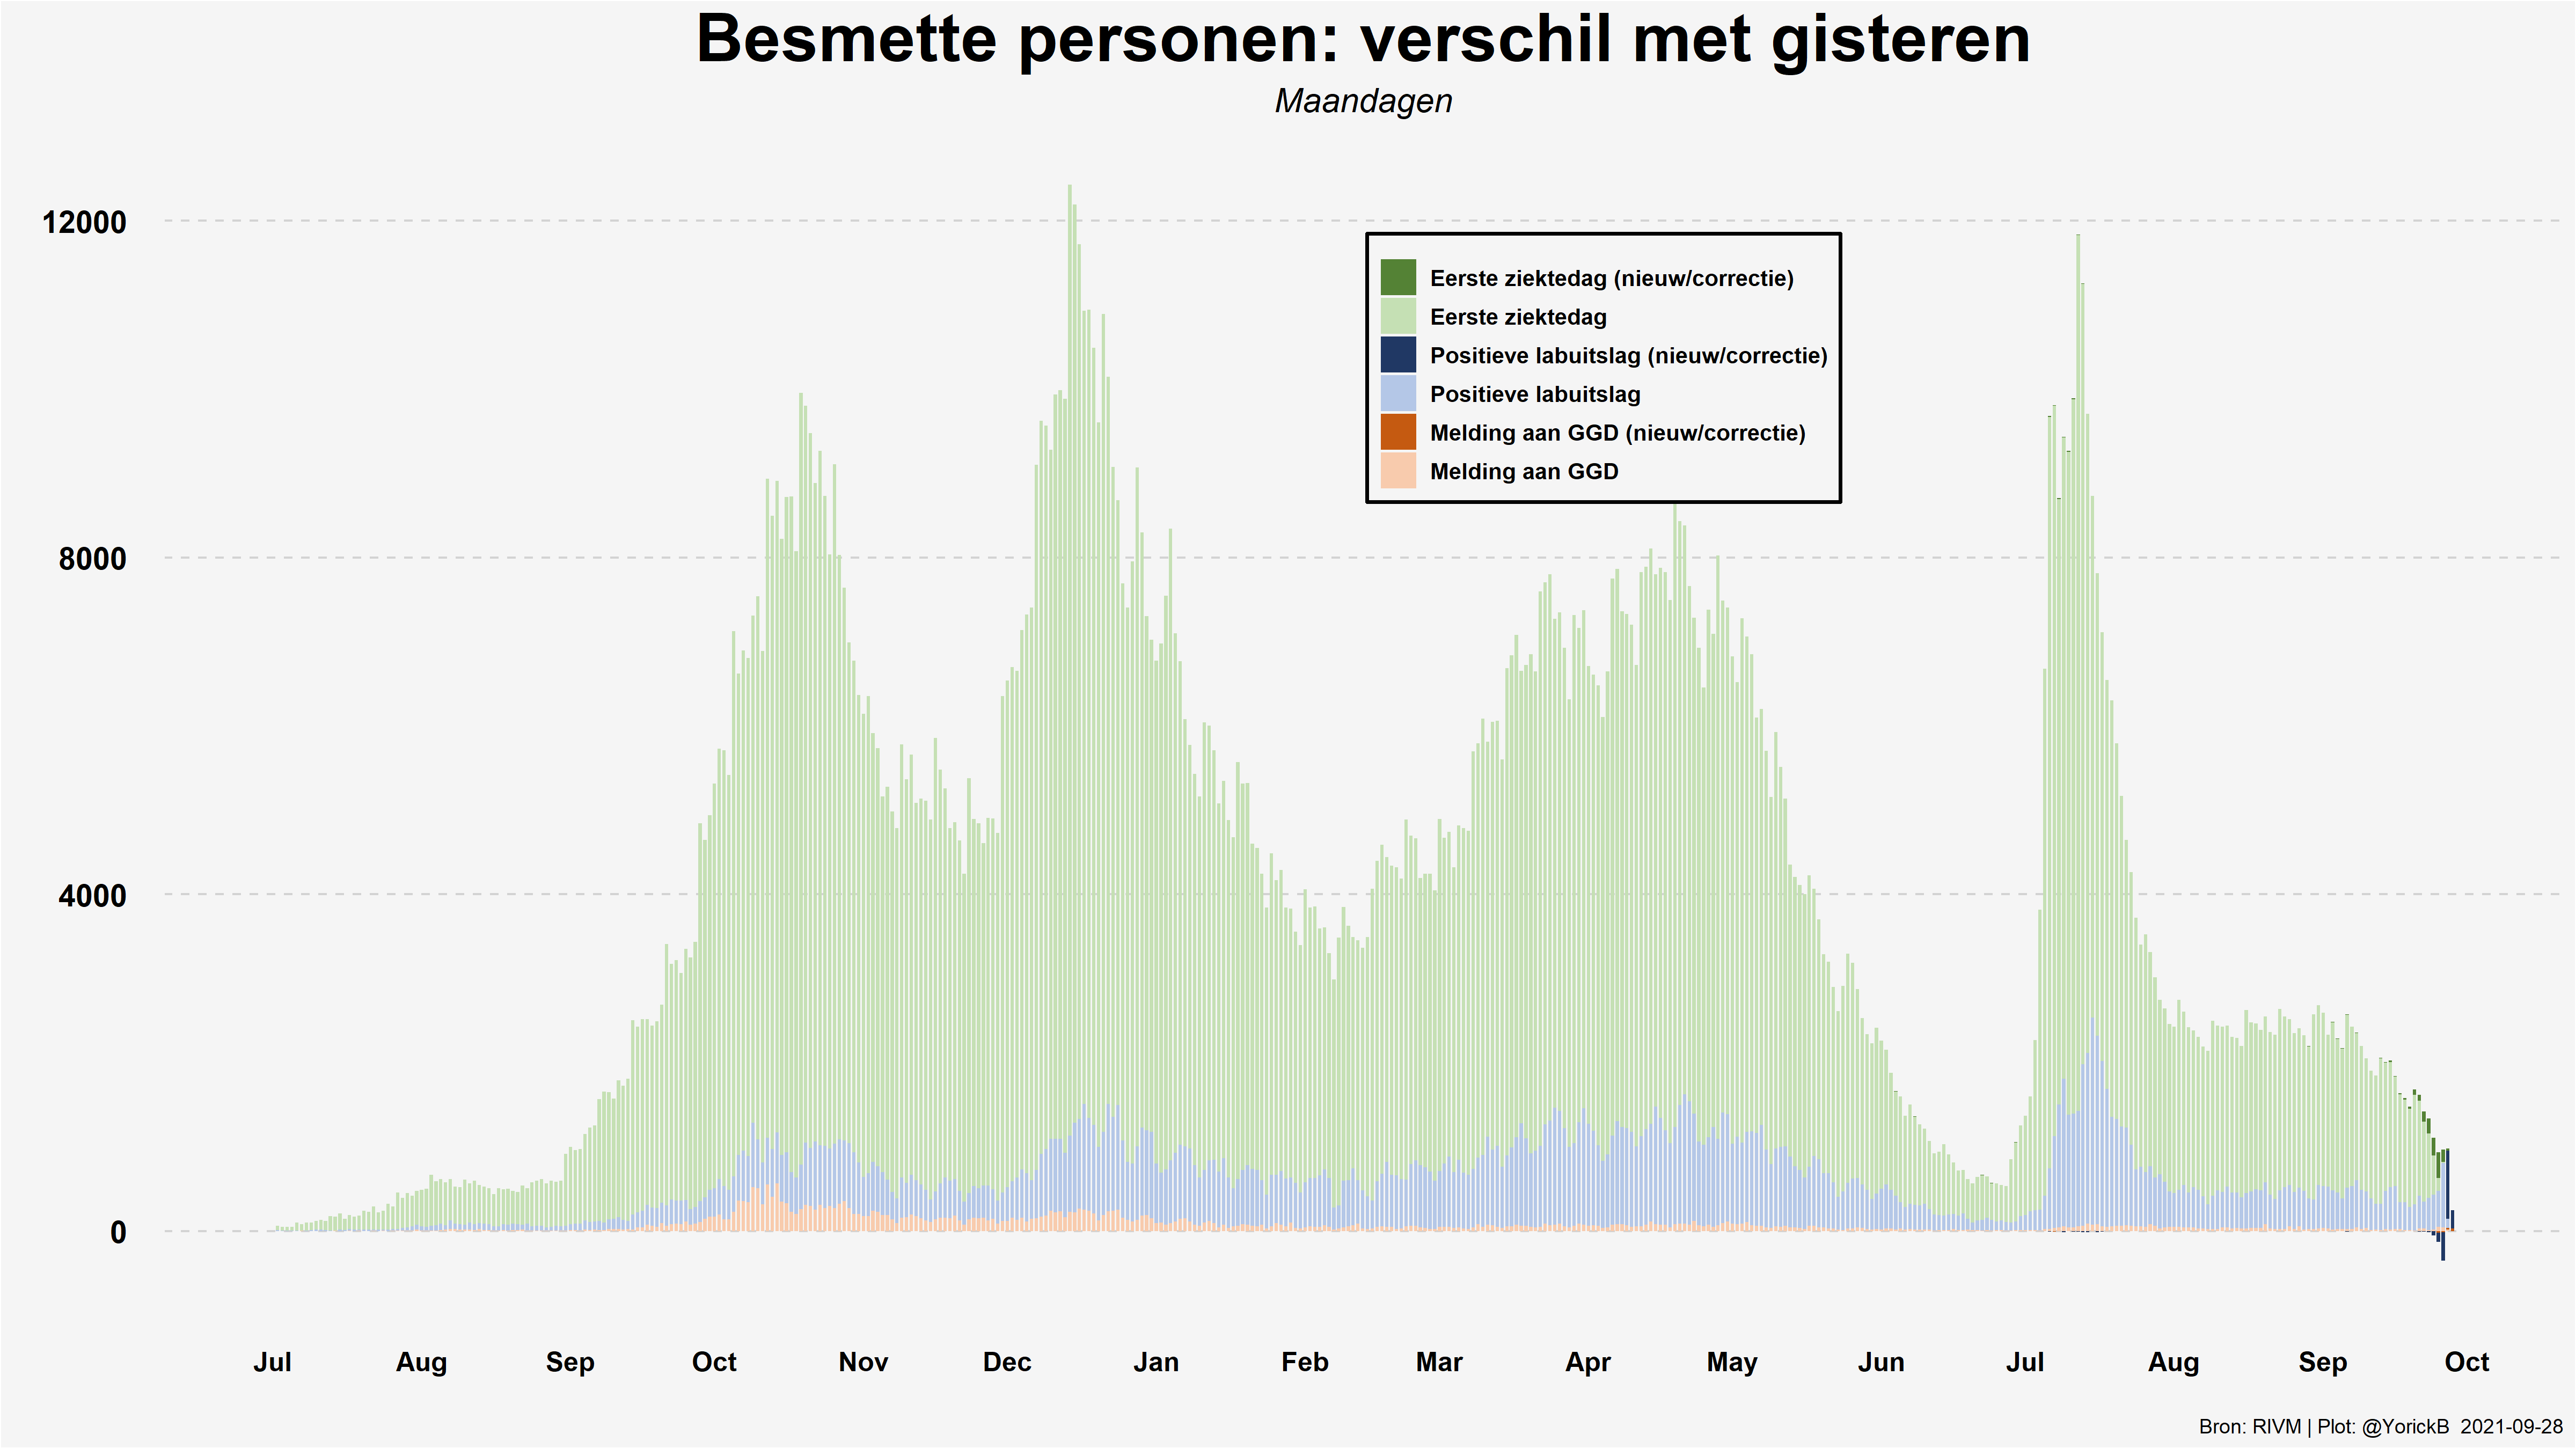 Besmette personen: verschil met gisteren
Maandagen
12000
8000
4000
0
Eerste ziektedag (nieuw/correctie)
Eerste ziektedag
Positieve labuitslag (nieuw/correctie)
Positieve labuitslag
Melding aan GGD (nieuw/correctie)
Melding aan GGD
Jul Aug Sep Oct Nov Dec Jan Feb Mar Apr May Jun Jul Aug Sep Oct
Bron: RIVM | Plot: @YorickB 2021-09-28